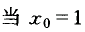 当 x₀ = 1